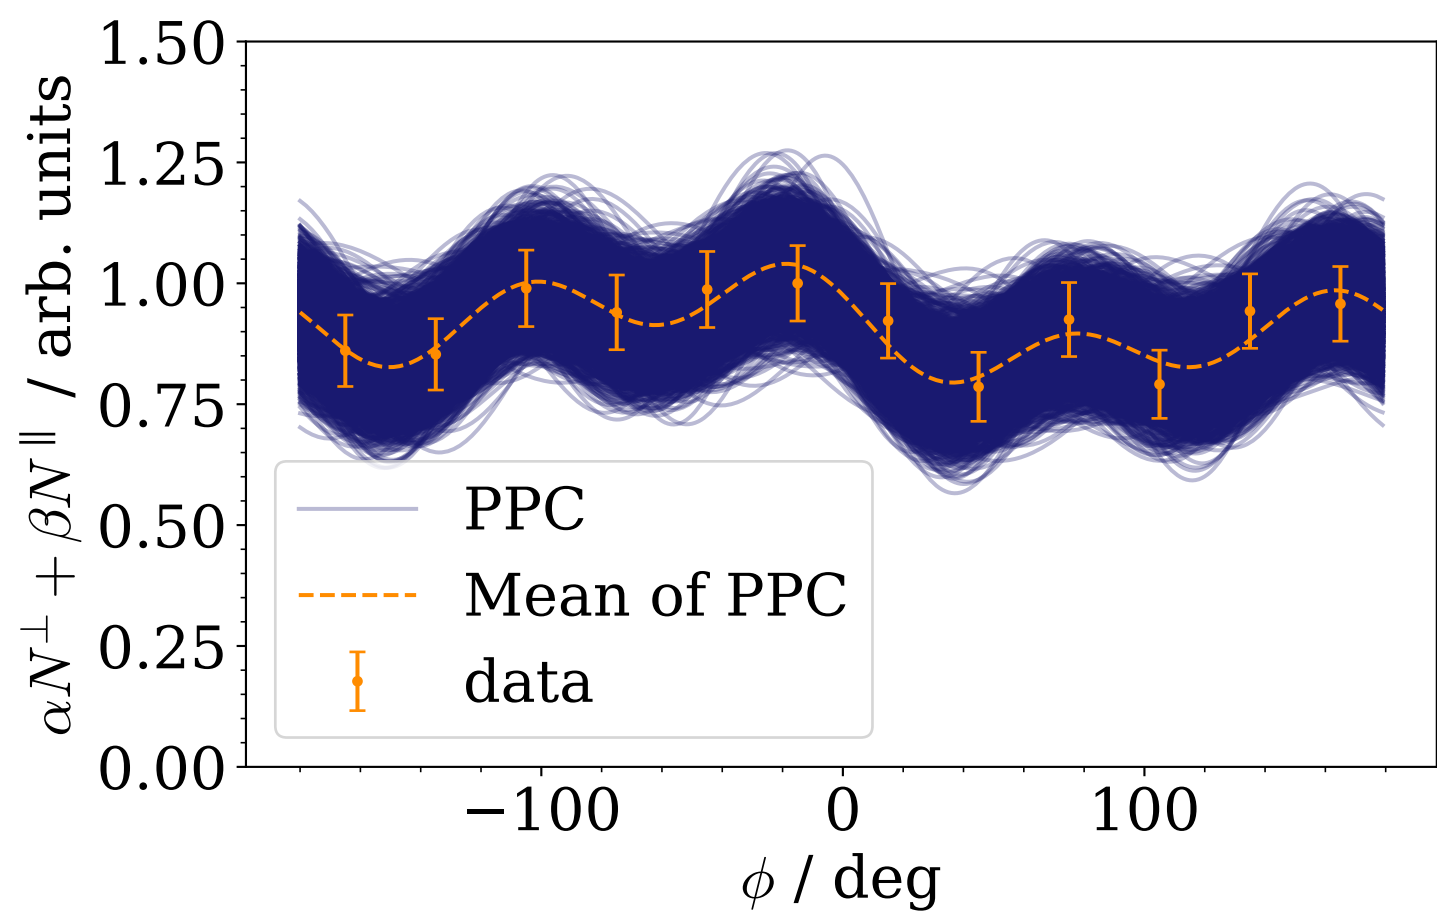 1.50
1.25
1.00
0.75
0.50
0.25
0.00
αN⊥ + βN∥ / arb. units
PPC
Mean of PPC
data
−100 0 100
ϕ / deg